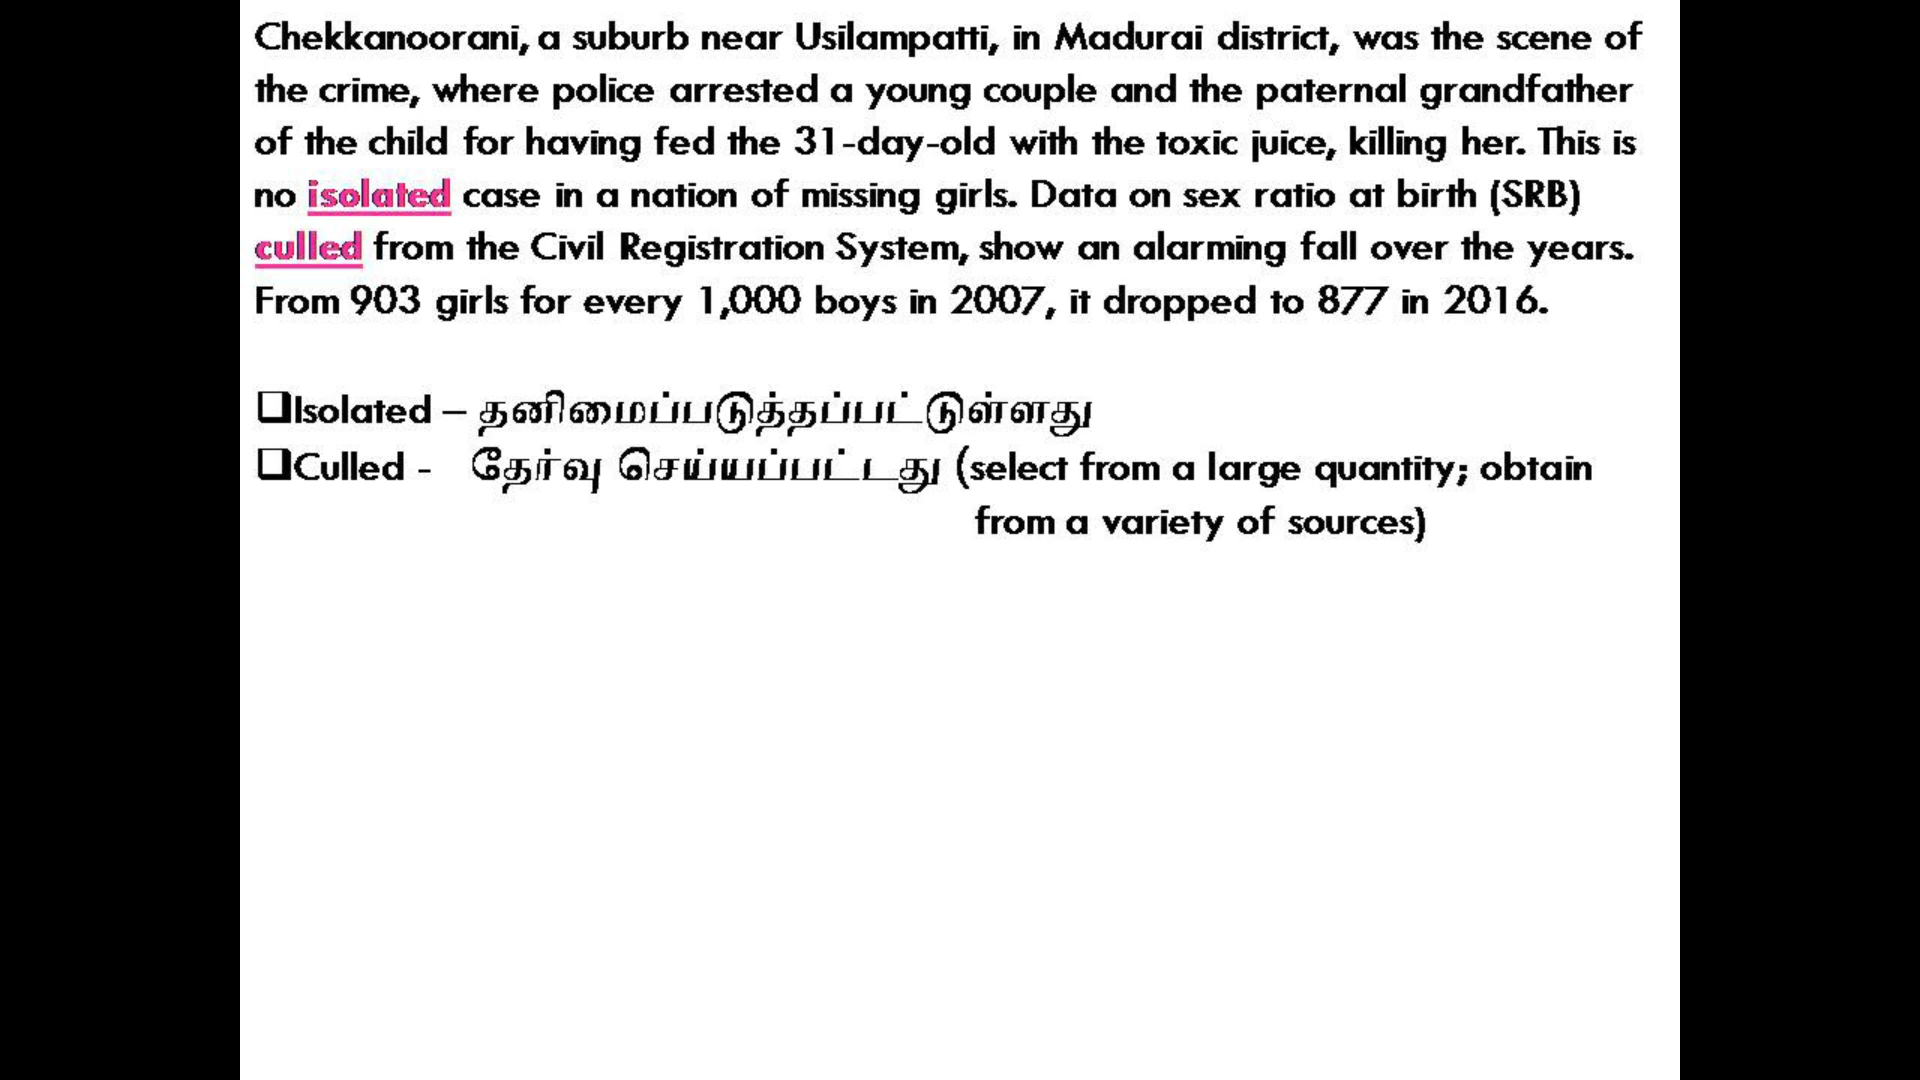 Chekkanoorani, a suburb near Usilampatti, in Madurai district, was the scene of
the crime, where police arrested a young couple and the paternal grandfather
of the child for having fed the 31-day-old with the toxic juice, killing her. This is
no isolated case in a nation of missing girls. Data on sex ratio at birth (SRB)
culled from the Civil Registration System, show an alarming fall over the years.
From 903 girls for every 1,000 boys in 2007, it dropped to 877 in 2016.
❑Isolated – தனிமைப்படுத்தப்பட்டுள்ளது
❑Culled - தேர்வு செய்யப்பட்டது (select from a large quantity; obtain
from a variety of sources)